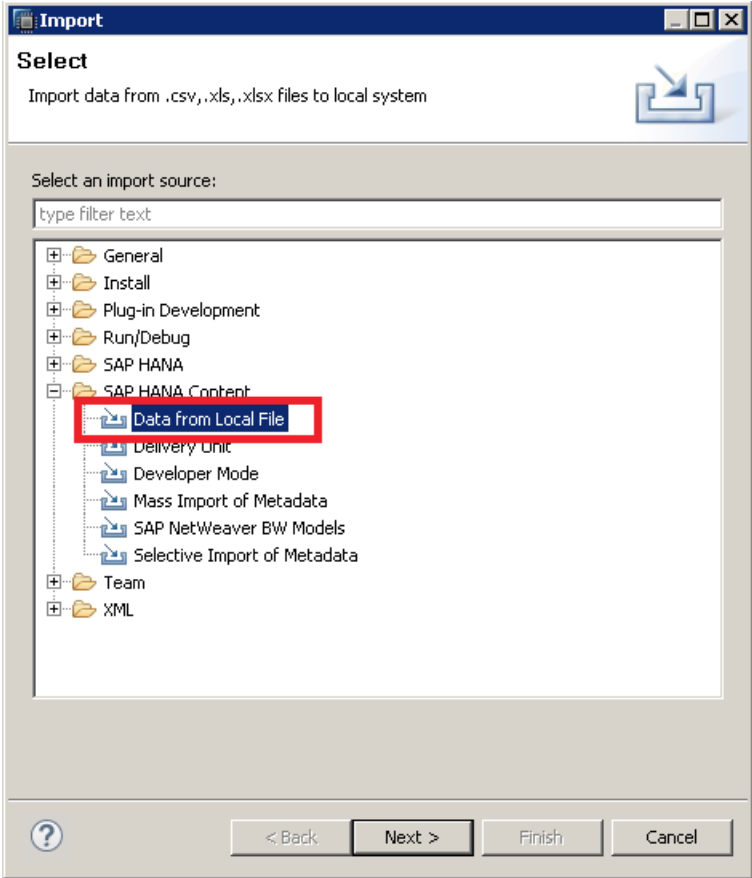 Import
Select
Import data from .csv,.xls,.xlsx files to local system
Select an import source:
type filter text
General
Install
Plug-in Development
Run/Debug
SAP HANA
SAP HANA Content
Data from Local File
Delivery Unit
Developer Mode
Mass Import of Metadata
SAP NetWeaver BW Models
Selective Import of Metadata
Team
XML
? < Back Next > Finish Cancel